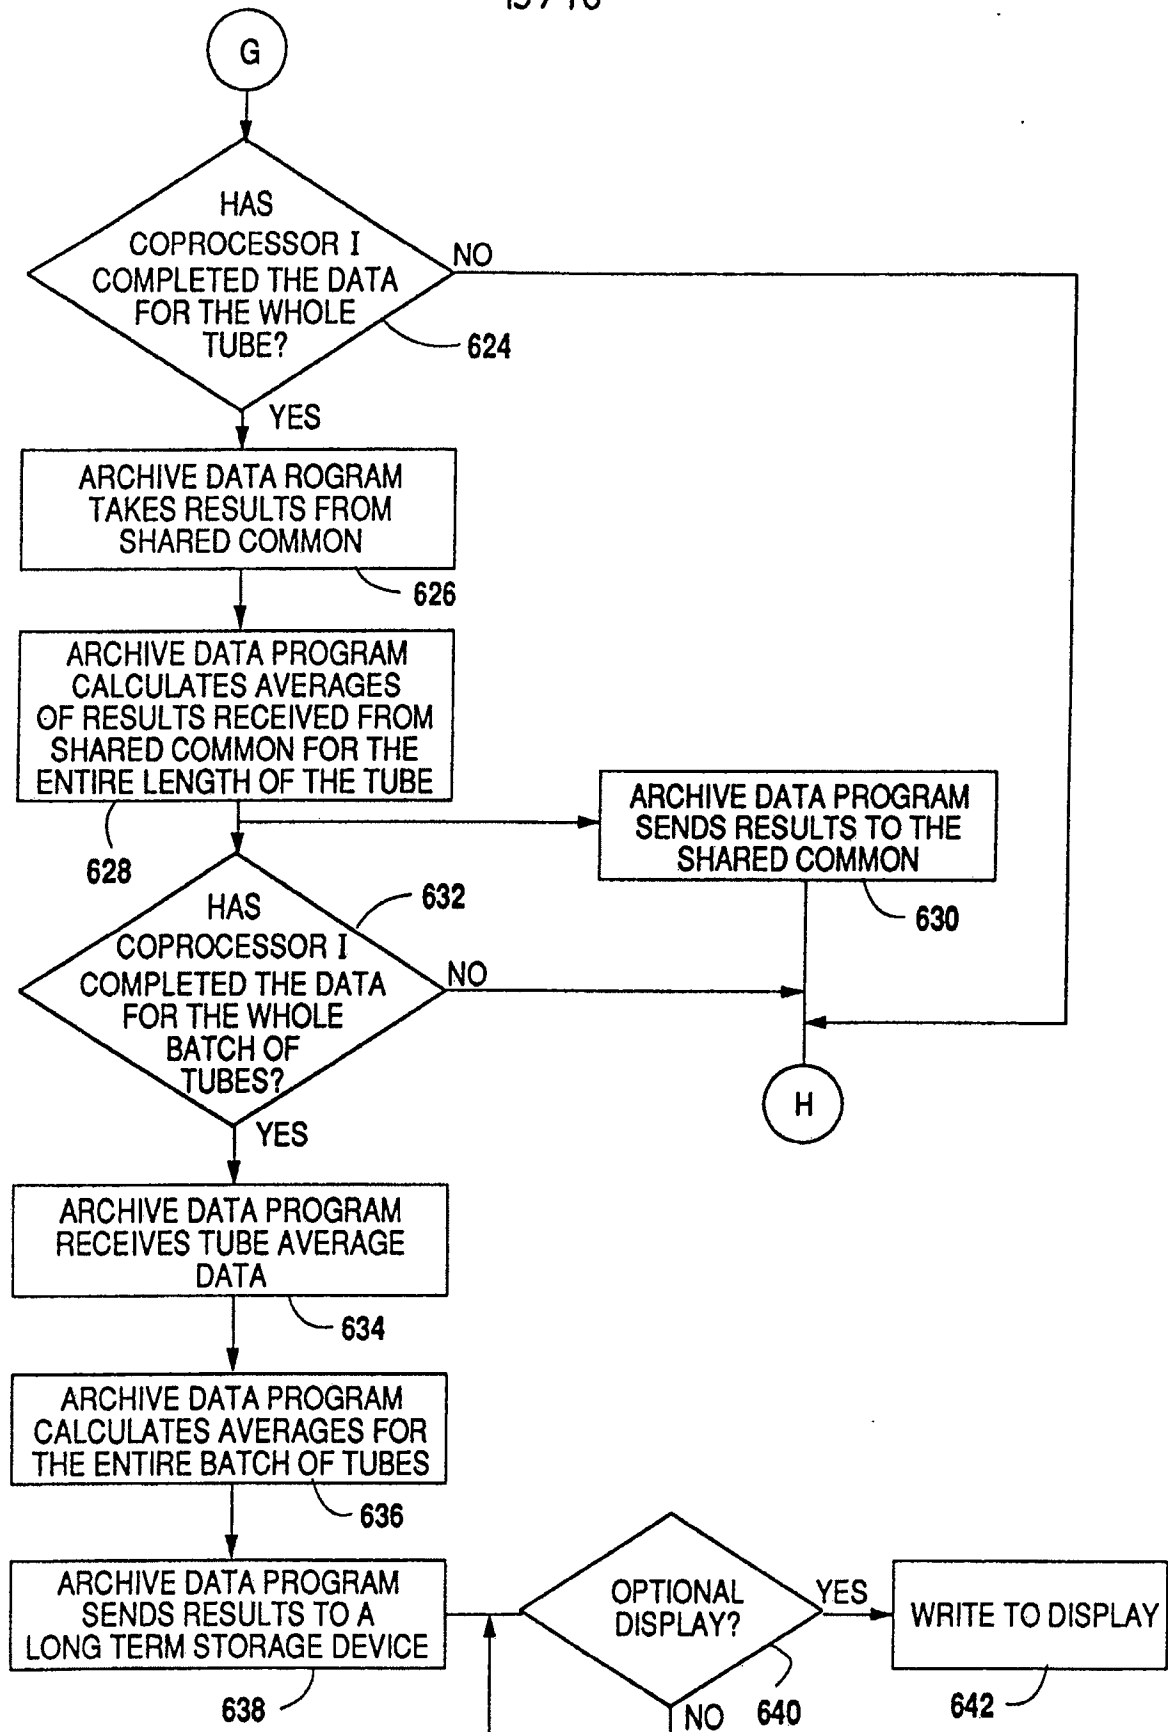 G
HAS
COPROCESSOR I
COMPLETED THE DATA
FOR THE WHOLE
TUBE?
NO
624
YES
ARCHIVE DATA ROGRAM
TAKES RESULTS FROM
SHARED COMMON
626
ARCHIVE DATA PROGRAM
CALCULATES AVERAGES
OF RESULTS RECEIVED FROM
SHARED COMMON FOR THE
ENTIRE LENGTH OF THE TUBE
628
ARCHIVE DATA PROGRAM
SENDS RESULTS TO THE
SHARED COMMON
630
HAS
COPROCESSOR I
COMPLETED THE DATA
FOR THE WHOLE
BATCH OF
TUBES?
632
NO
H
YES
ARCHIVE DATA PROGRAM
RECEIVES TUBE AVERAGE
DATA
634
ARCHIVE DATA PROGRAM
CALCULATES AVERAGES FOR
THE ENTIRE BATCH OF TUBES
636
ARCHIVE DATA PROGRAM
SENDS RESULTS TO A
LONG TERM STORAGE DEVICE
638
OPTIONAL
DISPLAY?
YES
640
NO
WRITE TO DISPLAY
642